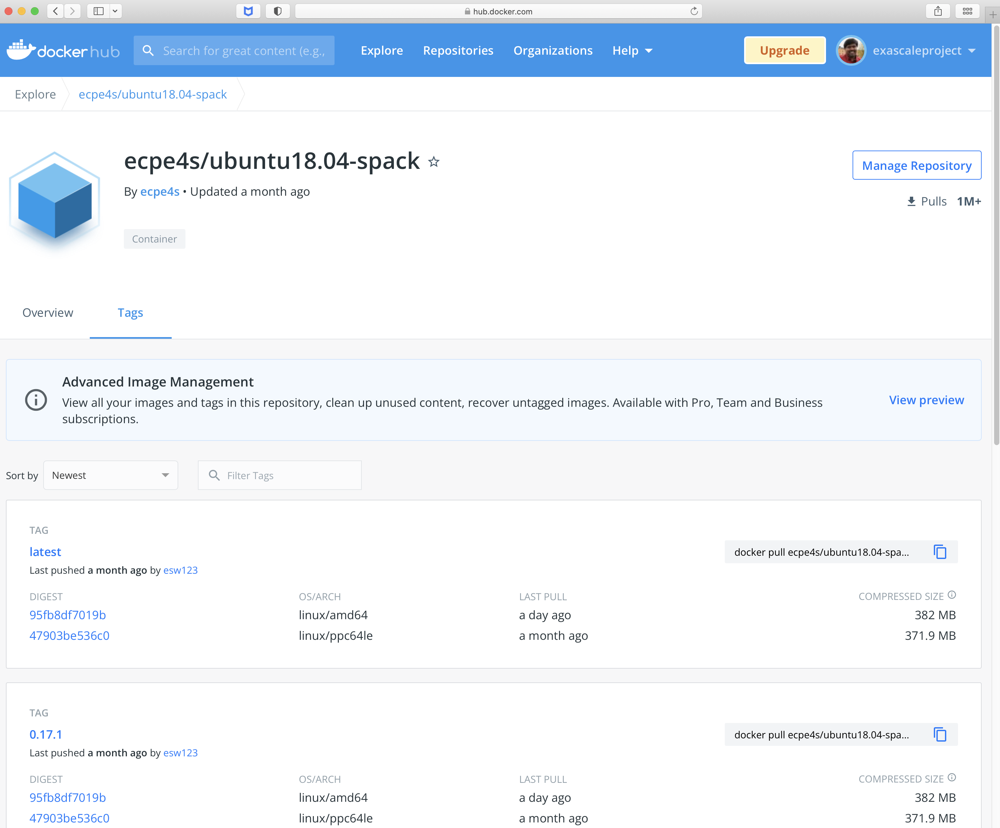 hub.docker.com
docker hub
Search for great content (e.g.,
Explore
Repositories
Organizations
Help
Upgrade
exascaleproject
Explore
ecpe4s/ubuntu18.04-spack
ecpe4s/ubuntu18.04-spack
Manage Repository
By ecpe4s • Updated a month ago
Pulls 1M+
Container
Overview
Tags
Advanced Image Management
View all your images and tags in this repository, clean up unused content, recover untagged images. Available with Pro, Team and Business
subscriptions.
View preview
Sort by
Newest
Filter Tags
TAG
latest
docker pull ecpe4s/ubuntu18.04-spa...
Last pushed a month ago by esw123
DIGEST OS/ARCH LAST PULL COMPRESSED SIZE
95fb8df7019b linux/amd64 a day ago 382 MB
47903be536c0 linux/ppc64le a month ago 371.9 MB
TAG
0.17.1
docker pull ecpe4s/ubuntu18.04-spa...
Last pushed a month ago by esw123
DIGEST OS/ARCH LAST PULL COMPRESSED SIZE
95fb8df7019b linux/amd64 a day ago 382 MB
47903be536c0 linux/ppc64le a month ago 371.9 MB